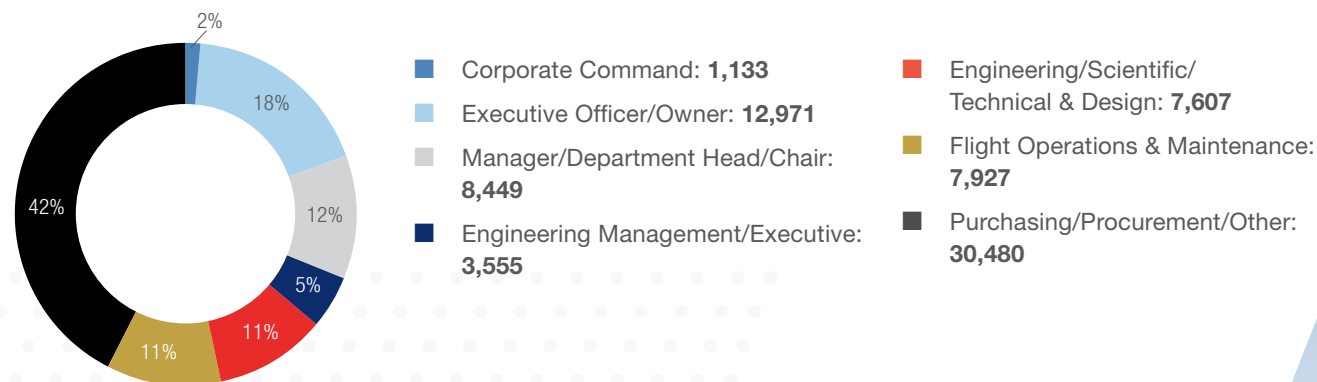 2%
18%
12%
5%
11%
11%
42%
Corporate Command: 1,133
Executive Officer/Owner: 12,971
Manager/Department Head/Chair:
8,449
Engineering Management/Executive:
3,555
Engineering/Scientific/
Technical & Design: 7,607
Flight Operations & Maintenance:
7,927
Purchasing/Procurement/Other:
30,480